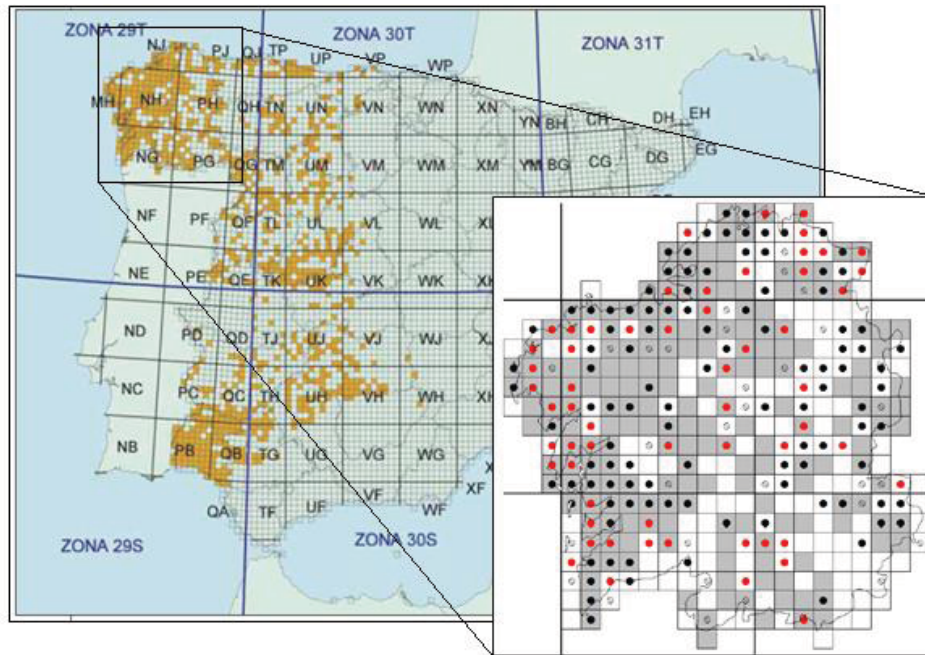 ZONA 29T
ZONA 30T
ZONA 31T
NJ PJ QJ TP UP VP WP
MH NH PH QH TN UN VN WN XN YN BH CH DH EH
NG PG QG TM UM VM WM XM YM BG CG DG EG
NF PF QF TL UL VL WL
NE PE QE TK UK VK WK
ND PD QD TJ UJ VJ WJ
NC PC QC TH UH VH WH
NB PB QB TG UG VG WG
XF
QA TF UF VF WF
ZONA 29S
ZONA 30S